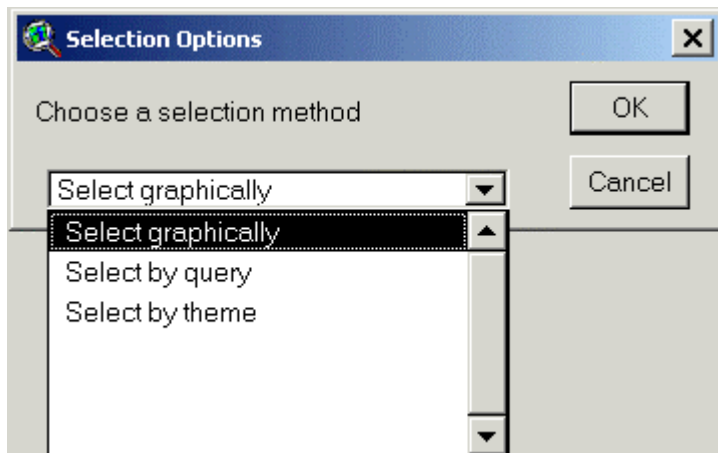 Selection Options
Choose a selection method
OK
Select graphically
Cancel
Select graphically
Select by query
Select by theme